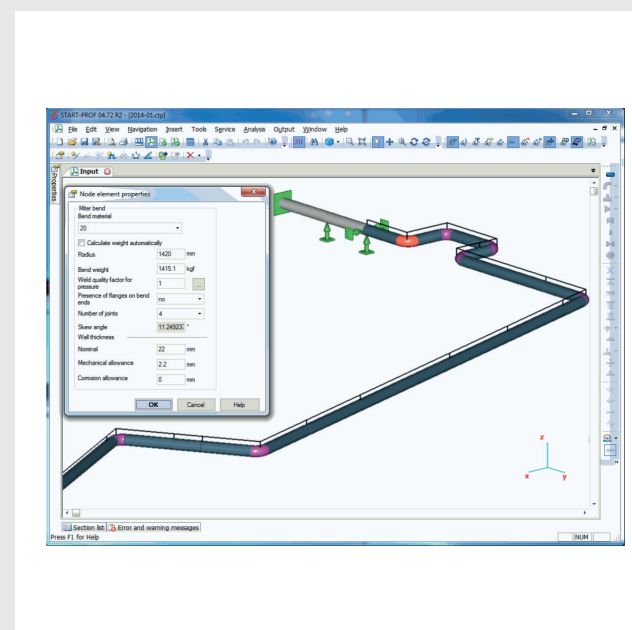 START-PROF 04.72 R2 - [2014-01.ctp]
File Edit View Navigation Insert Tools Service Analysis Output Window Help
Input
Properties
Node element properties
Miter bend
Bend material
20
Calculate weight automatically
Radius 1420 mm
Bend weight 1415.1 kgf
Weld quality factor for
pressure 1 ...
Presence of flanges on bend
ends no
Number of joints 4
Skew angle 11.249237 °
Wall thickness
Nominal 22 mm
Mechanical allowance 2.2 mm
Corrosion allowance 0 mm
OK Cancel Help
z
x y
Section list Error and warning messages
Press F1 for Help NUM